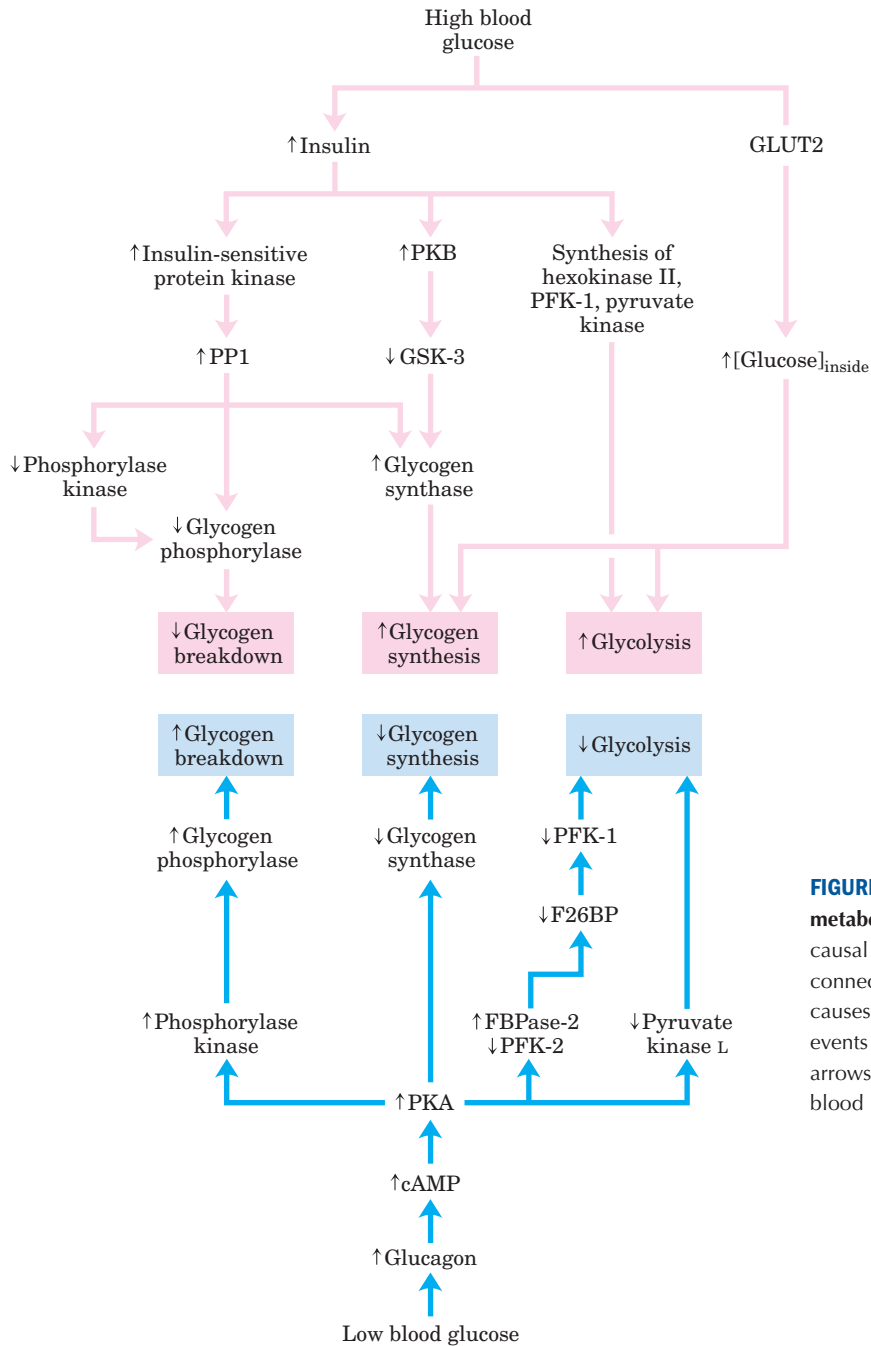 High blood
glucose
↑Insulin
GLUT2
↑Insulin-sensitive
protein kinase
↑PKB
Synthesis of
hexokinase II,
PFK-1, pyruvate
kinase
↑PP1
↓GSK-3
↑[Glucose]inside
↓Phosphorylase
kinase
↑Glycogen
synthase
↓Glycogen
phosphorylase
↓Glycogen
breakdown
↑Glycogen
synthesis
↑Glycolysis
↑Glycogen
breakdown
↓Glycogen
synthesis
↓Glycolysis
↑Glycogen
phosphorylase
↓Glycogen
synthase
↓PFK-1
↓F26BP
↑Phosphorylase
kinase
↑FBPase-2
↓PFK-2
↓Pyruvate
kinase L
↑PKA
↑cAMP
↑Glucagon
Low blood glucose
FIGURE
causal
connec
causes
events
arrows
blood